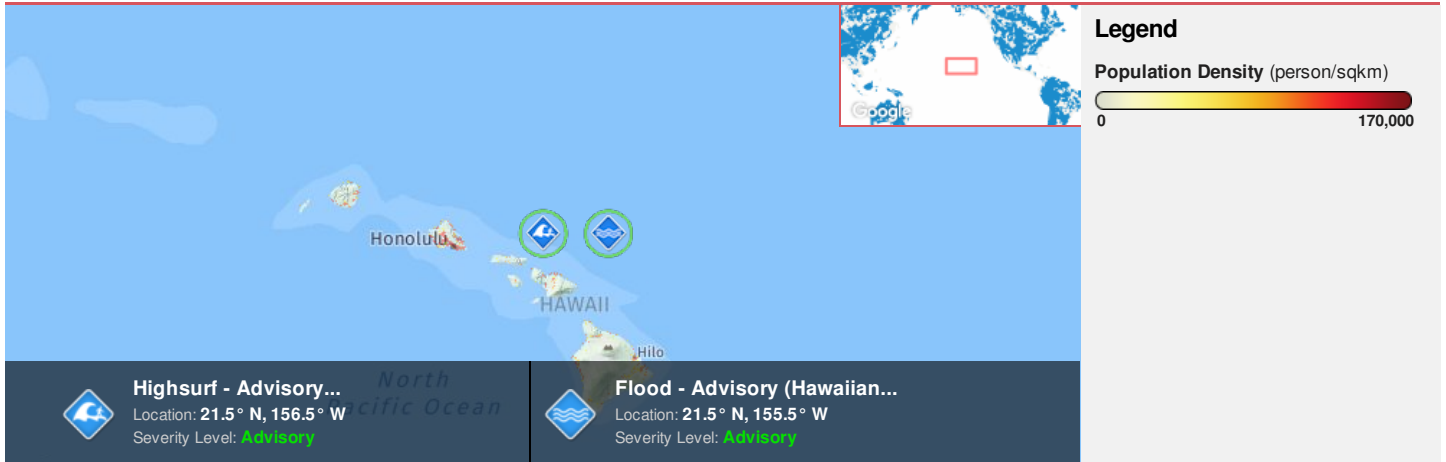 Google
Honolulu
HAWAII
Hilo
North
Pacific Ocean
Highsurf - Advisory...
Location: 21.5° N, 156.5° W
Severity Level: Advisory
Flood - Advisory (Hawaiian...
Location: 21.5° N, 155.5° W
Severity Level: Advisory
Legend
Population Density (person/sqkm)
0 170,000